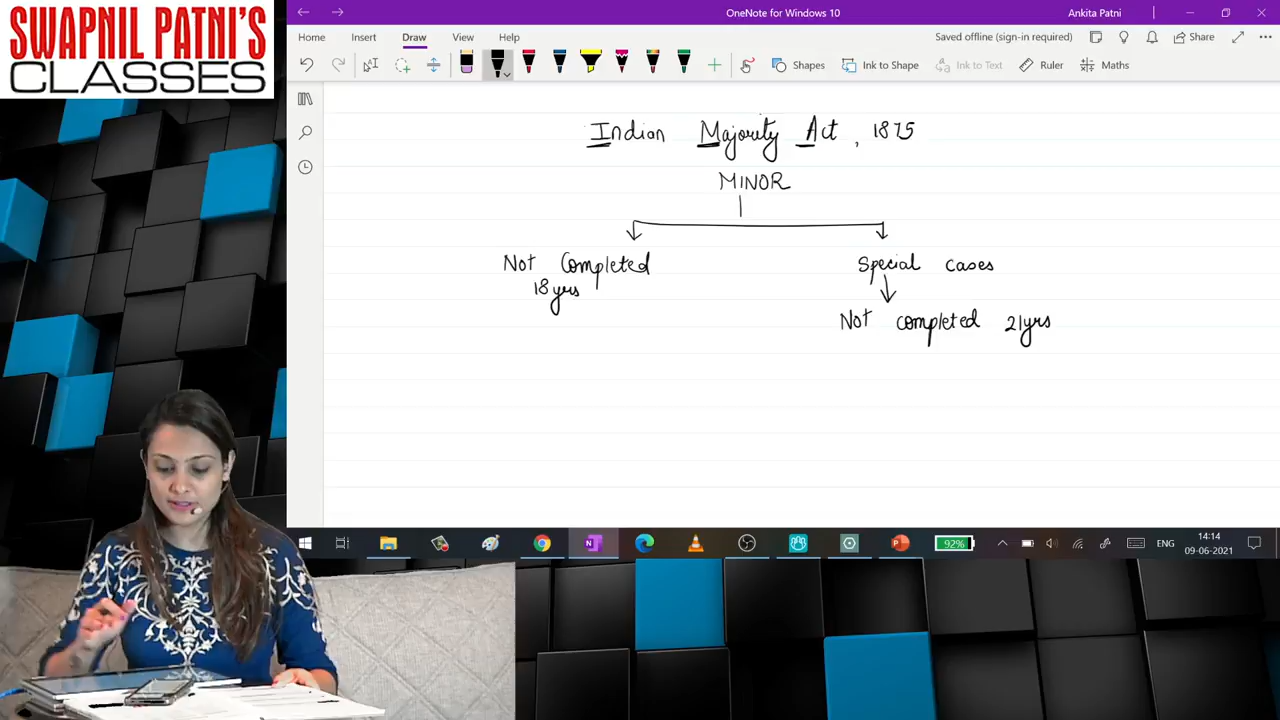 SWAPNIL PATNI'S
CLASSES
OneNote for Windows 10
Ankita Patni
Home Insert Draw View Help
Saved offline (sign in required)
Share
Shapes Ink to Shape Ink to Text Ruler Maths
Indian Majority Act, 1875
MINOR
Not Completed
18yrs
Special cases
Not completed 21yrs
92%
ENG
14:14
09-06-2021